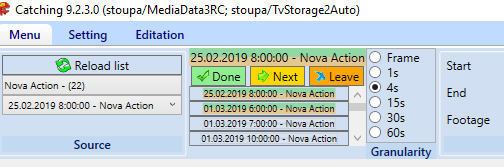 Catching 9.2.3.0 (stoupa/MediaData3RC; stoupa/TvStorage2Auto)
Menu Setting Editation
Reload list
Nova Action - (22)
25.02.2019 8:00:00 - Nova Action
Source
25.02.2019 8:00:00 - Nova Action
Done Next Leave
25.02.2019 8:00:00 - Nova Action
01.03.2019 6:00:00 - Nova Action
01.03.2019 7:00:00 - Nova Action
01.03.2019 10:00:00 - Nova Action
Frame
1s
4s
15s
30s
60s
Granularity
Start
End
Footage